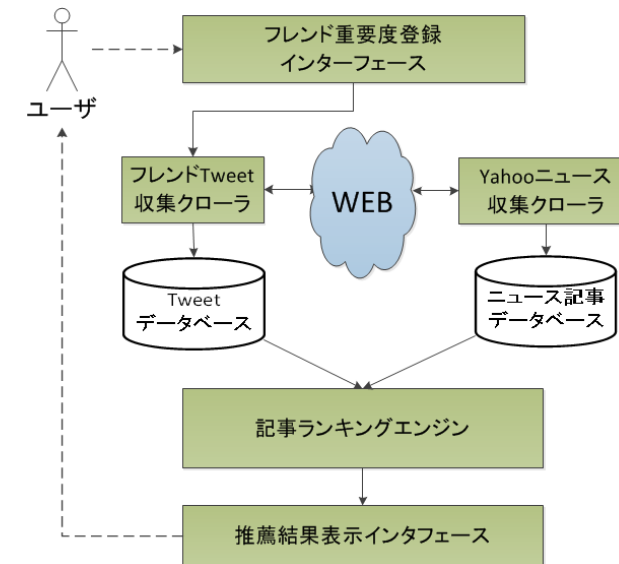 フレンド重要度登録
インターフェース
ユーザ
フレンドTweet
収集クローラ
WEB
Yahooニュース
収集クローラ
Tweet
データベース
ニュース記事
データベース
記事ランキングエンジン
推薦結果表示インタフェース